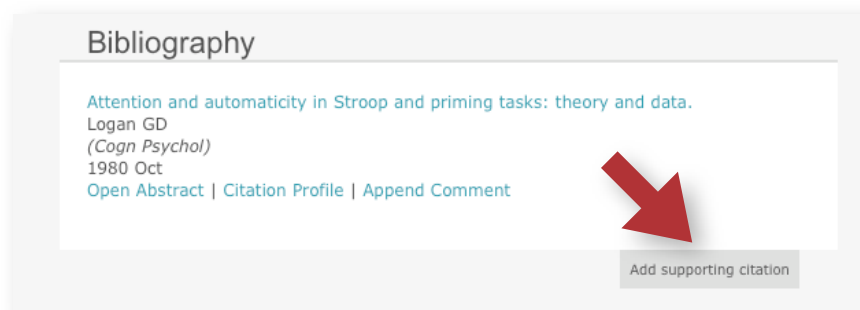 Bibliography
Attention and automaticity in Stroop and priming tasks: theory and data.
Logan GD
(Cogn Psychol)
1980 Oct
Open Abstract | Citation Profile | Append Comment
Add supporting citation